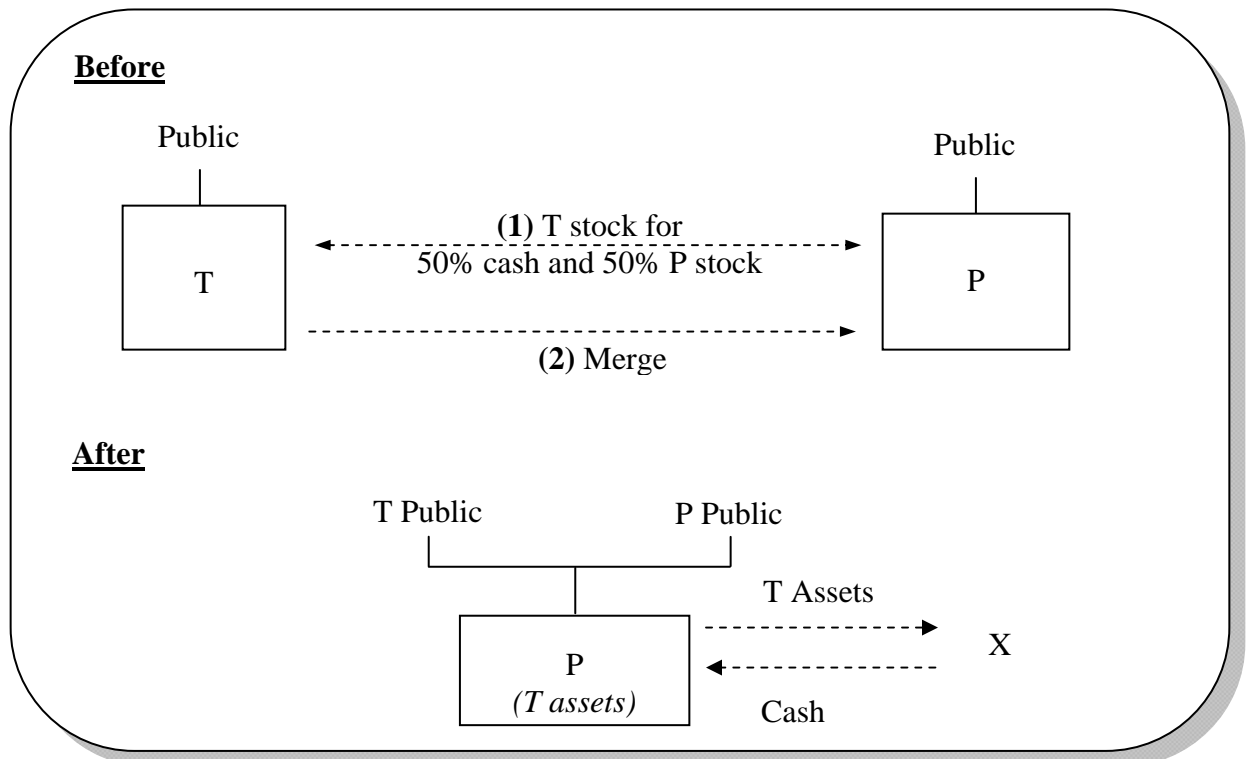 Before
Public
Public
(1) T stock for
50% cash and 50% P stock
T
P
(2) Merge
After
T Public
P Public
T Assets
P
(T assets)
X
Cash